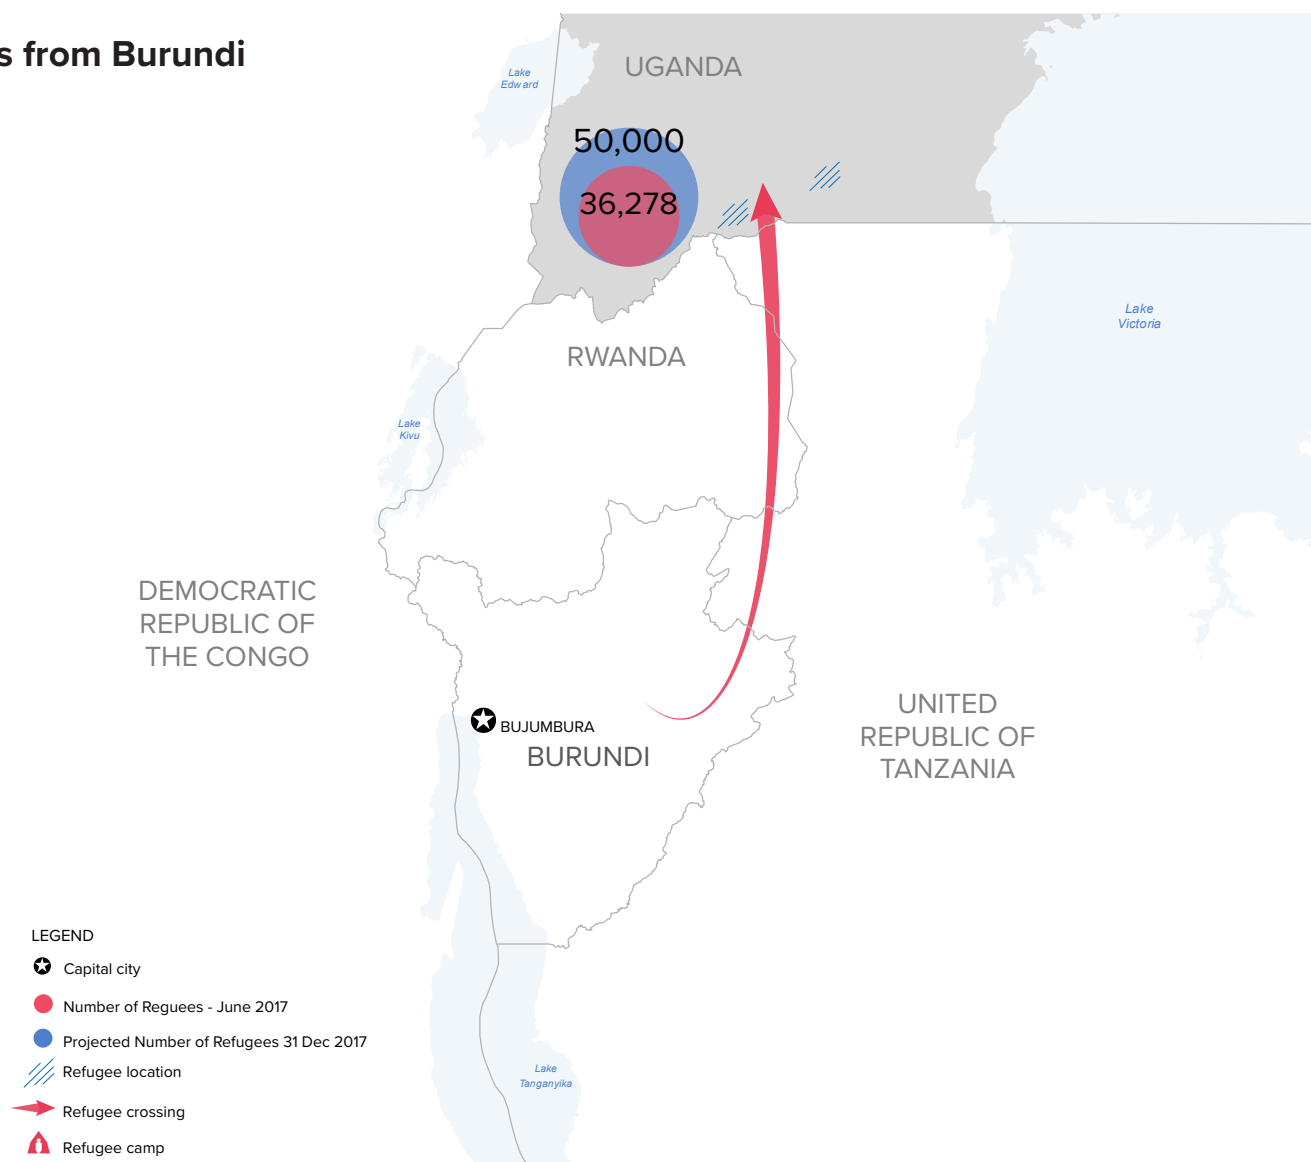 s from Burundi
Lake
Edward
UGANDA
50,000
36,278
Lake
Victoria
RWANDA
Lake
Kivu
DEMOCRATIC
REPUBLIC OF
THE CONGO
UNITED
REPUBLIC OF
TANZANIA
BUJUMBURA
BURUNDI
LEGEND
Capital city
Number of Reguees - June 2017
Projected Number of Refugees 31 Dec 2017
Refugee location
Refugee crossing
Refugee camp
Lake
Tanganyika